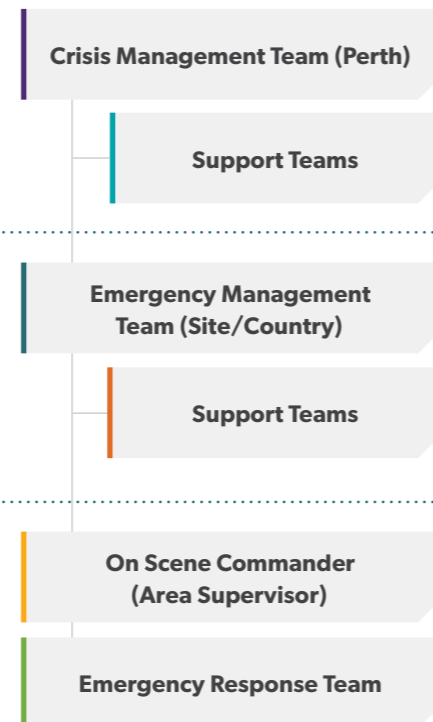 Crisis Management Team (Perth)
Support Teams
Emergency Management
Team (Site/Country)
Support Teams
On Scene Commander
(Area Supervisor)
Emergency Response Team